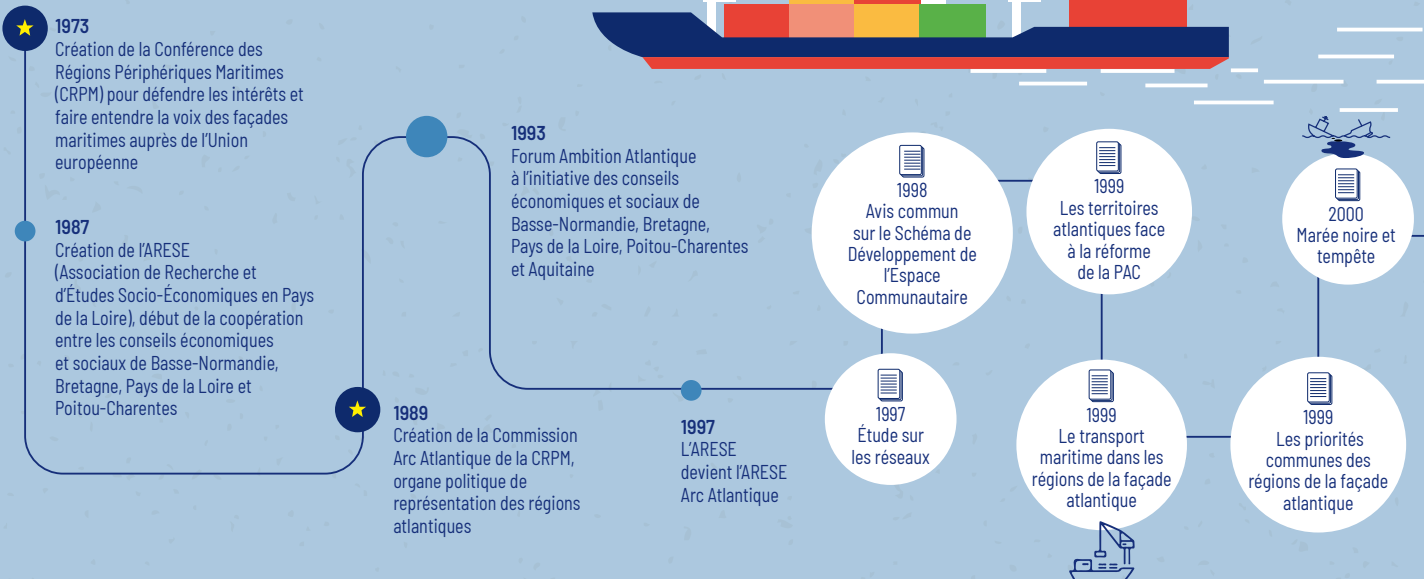 1973
Création de la Conférence des
Régions Périphériques Maritimes
(CRPM) pour défendre les intérêts et
faire entendre la voix des façades
maritimes auprès de l'Union
européenne
1987
Création de l'ARESE
(Association de Recherche et
d'Études Socio-Économiques en Pays
de la Loire), début de la coopération
entre les conseils économiques
et sociaux de Basse-Normandie,
Bretagne, Pays de la Loire et
Poitou-Charentes
1989
Création de la Commission
Arc Atlantique de la CRPM,
organe politique de
représentation des régions
atlantiques
1993
Forum Ambition Atlantique
à l'initiative des conseils
économiques et sociaux de
Basse-Normandie, Bretagne,
Pays de la Loire, Poitou-Charentes
et Aquitaine
1997
L'ARESE
devient l'ARESE
Arc Atlantique
1997
Étude sur
les réseaux
1998
Avis commun
sur le Schéma de
Développement de
l'Espace
Communautaire
1999
Les territoires
atlantiques face
à la réforme
de la PAC
1999
Le transport
maritime dans les
régions de la façade
atlantique
1999
Les priorités
communes des
régions de la façade
atlantique
2000
Marée noire et
tempête